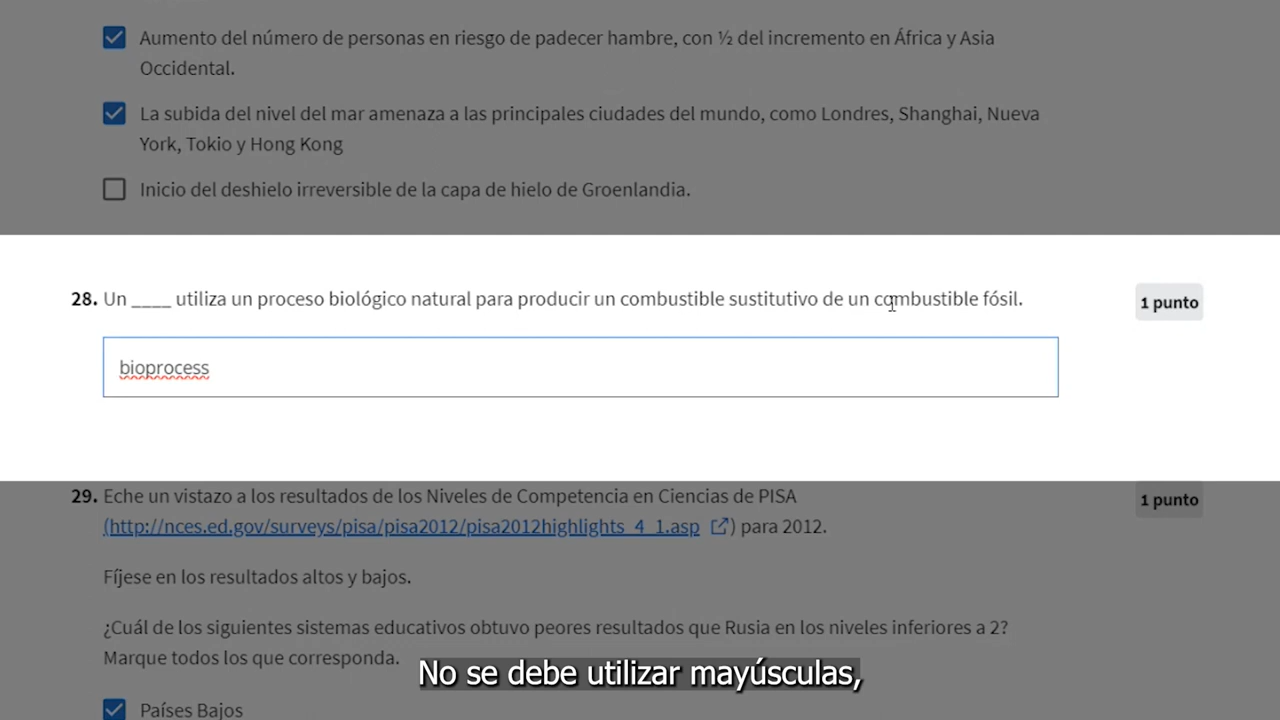 Aumento del número de personas en riesgo de padecer hambre, con ½ del incremento en África y Asia
Occidental.
La subida del nivel del mar amenaza a las principales ciudades del mundo, como Londres, Shanghai, Nueva
York, Tokio y Hong Kong
Inicio del deshielo irreversible de la capa de hielo de Groenlandia.
28. Un ____ utiliza un proceso biológico natural para producir un combustible sustitutivo de un combustible fósil.
1 punto
bioprocess
29. Eche un vistazo a los resultados de los Niveles de Competencia en Ciencias de PISA
1 punto
(http://nces.ed.gov/surveys/pisa/pisa2012/pisa2012highlights_4_1.asp) para 2012.
Fíjese en los resultados altos y bajos.
¿Cuál de los siguientes sistemas educativos obtuvo peores resultados que Rusia en los niveles inferiores a 2?
Marque todos los que corresponda.
No se debe utilizar mayúsculas,
Países Bajos